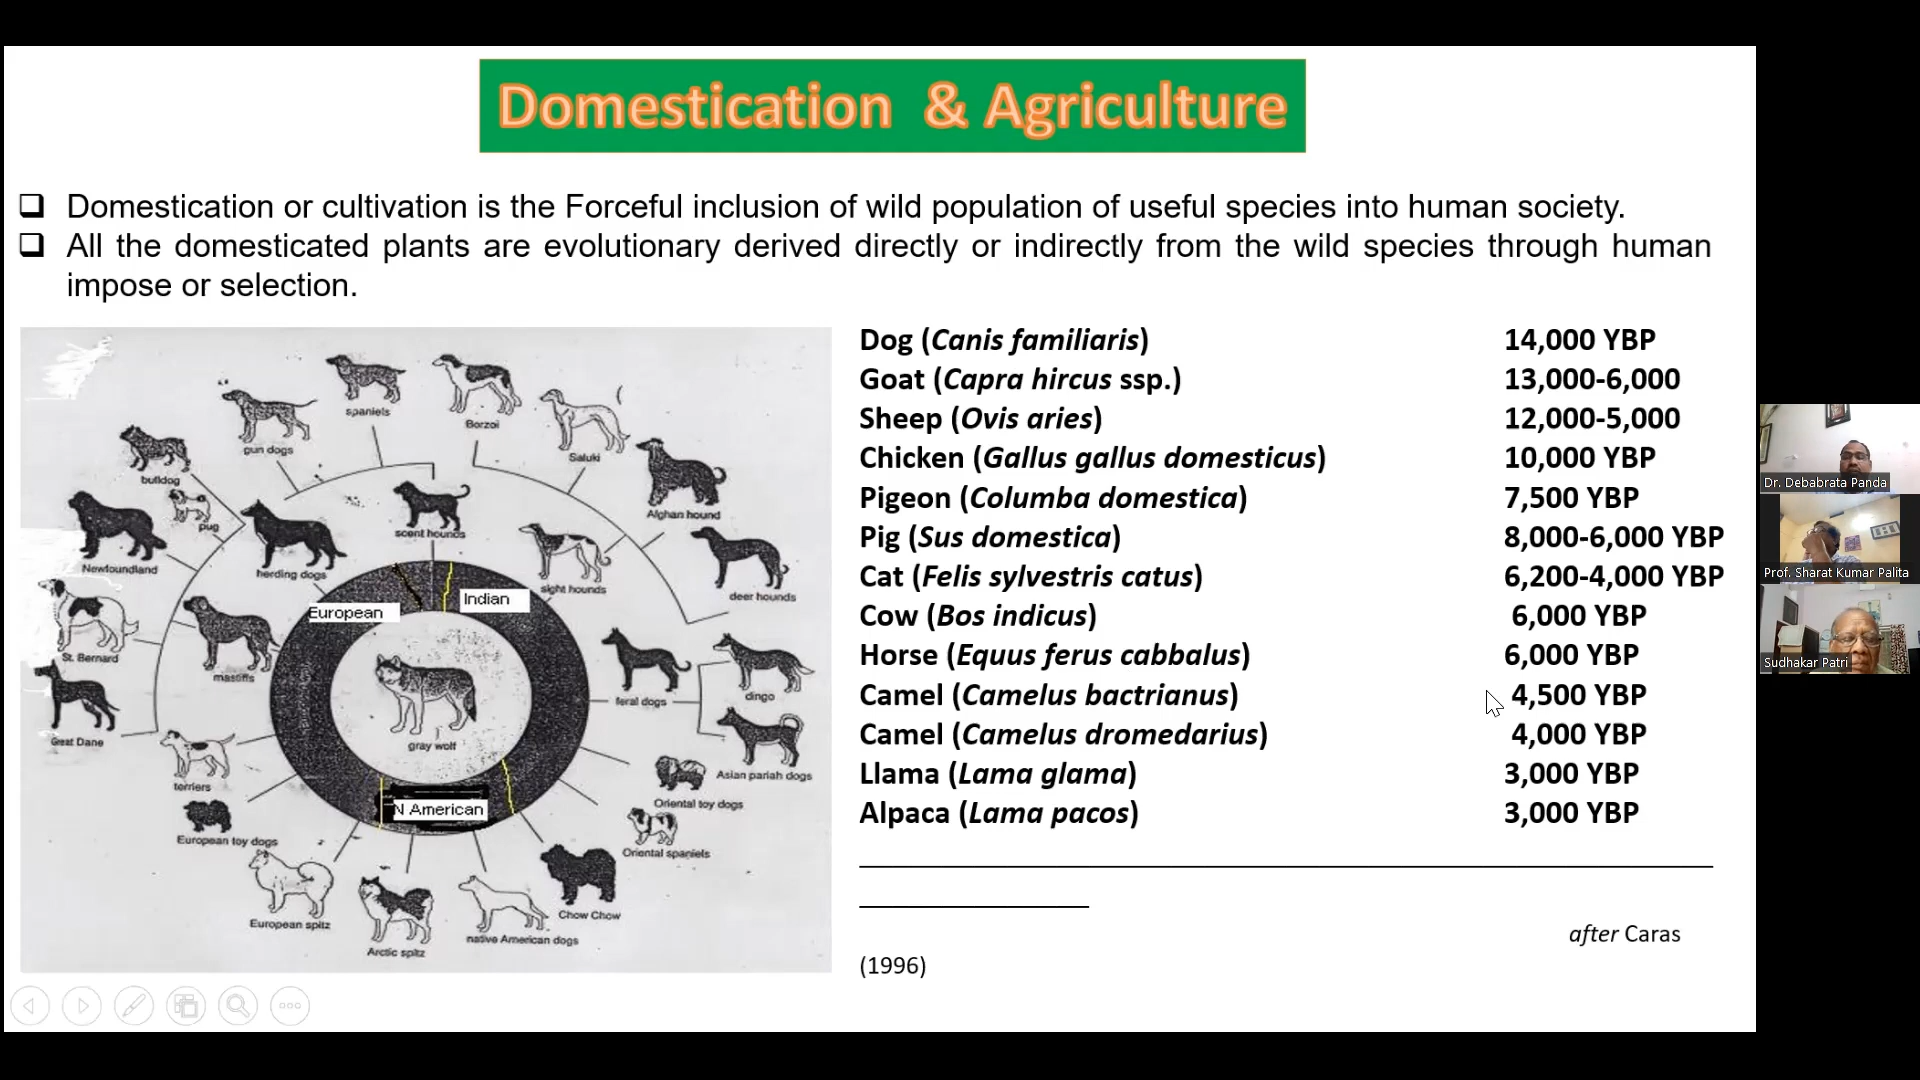 Domestication & Agriculture
Domestication or cultivation is the Forceful inclusion of wild population of useful species into human society.
All the domesticated plants are evolutionary derived directly or indirectly from the wild species through human
impose or selection.
spaniels
Borzoi
gun dogs
Saluki
bulldog
pug
Afghan hound
scent hounds
Newfoundland
herding dogs
sight hounds
deer hounds
European
Indian
St. Bernard
mastiffs
feral dogs
dingo
Great Dane
gray wolf
Asian pariah dogs
terriers
Oriental toy dogs
N American
European toy dogs
Oriental spaniels
Chow Chow
European spitz
native American dogs
Arctic spitz
Dog (Canis familiaris) 14,000 YBP
Goat (Capra hircus ssp.) 13,000-6,000
Sheep (Ovis aries) 12,000-5,000
Chicken (Gallus gallus domesticus) 10,000 YBP
Pigeon (Columba domestica) 7,500 YBP
Pig (Sus domestica) 8,000-6,000 YBP
Cat (Felis sylvestris catus) 6,200-4,000 YBP
Cow (Bos indicus) 6,000 YBP
Horse (Equus ferus cabbalus) 6,000 YBP
Camel (Camelus bactrianus) 4,500 YBP
Camel (Camelus dromedarius) 4,000 YBP
Llama (Lama glama) 3,000 YBP
Alpaca (Lama pacos) 3,000 YBP
after Caras
(1996)
Dr. Debabrata Panda
Prof. Sharat Kumar Palita
Sudhakar Patri